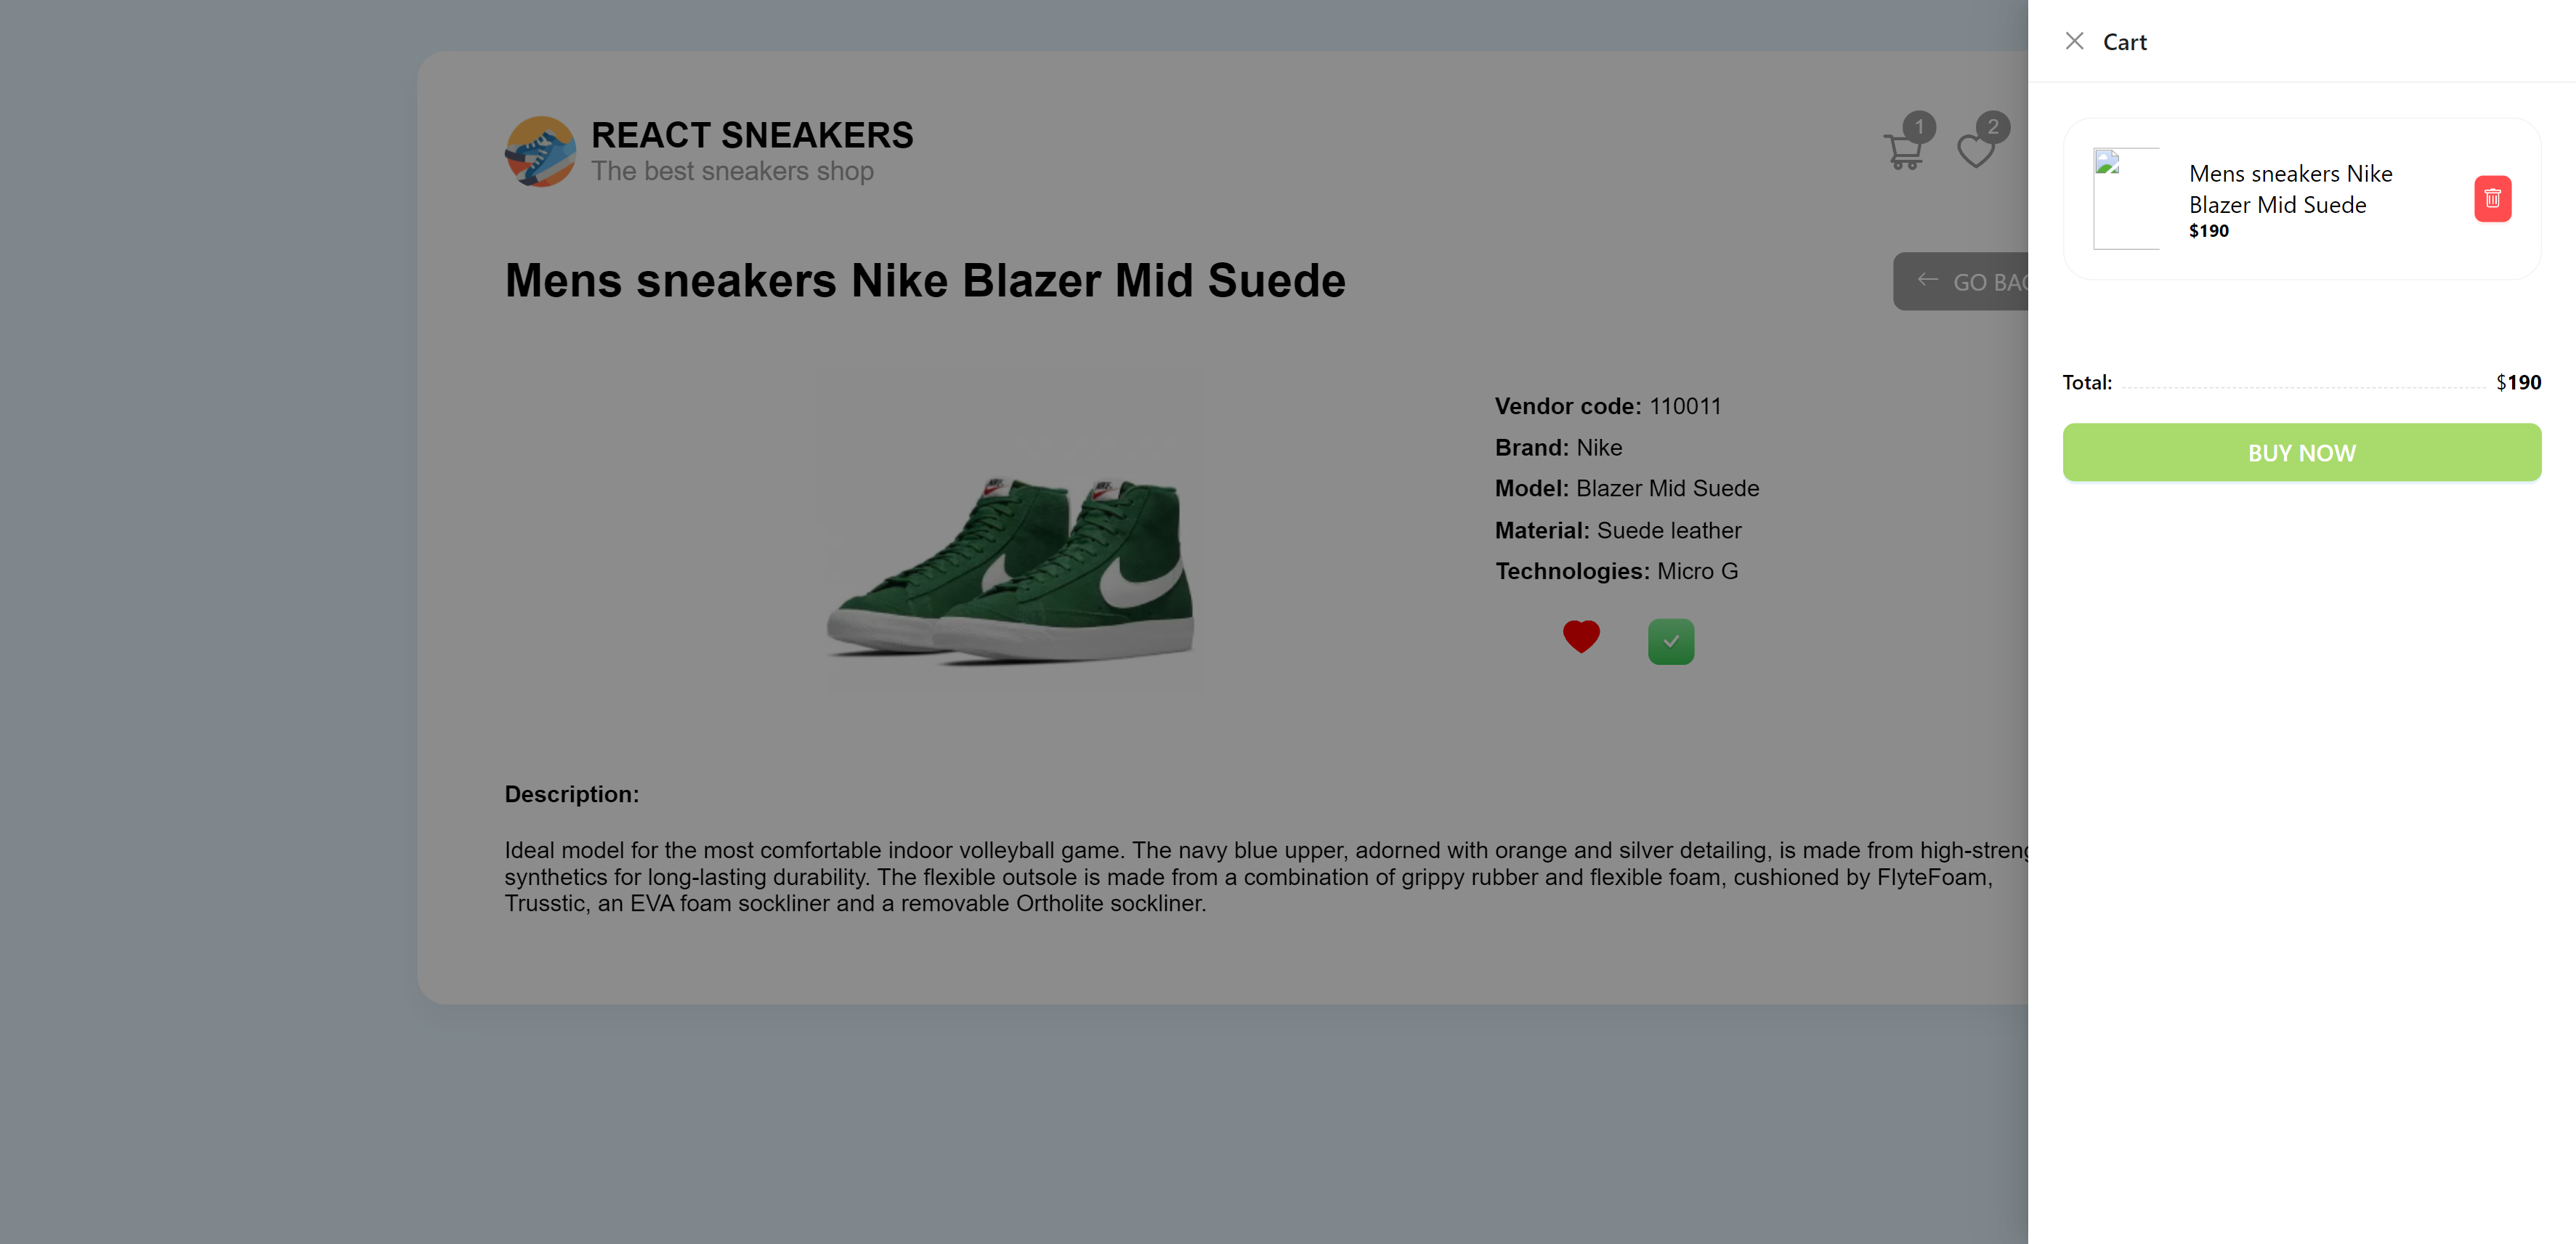 REACT SNEAKERS
The best sneakers shop
1
2
Mens sneakers Nike Blazer Mid Suede
GO BAC
Vendor code: 110011
Brand: Nike
Model: Blazer Mid Suede
Material: Suede leather
Technologies: Micro G
Description:
Ideal model for the most comfortable indoor volleyball game. The navy blue upper, adorned with orange and silver detailing, is made from high-streng
synthetics for long-lasting durability. The flexible outsole is made from a combination of grippy rubber and flexible foam, cushioned by FlyteFoam,
Trusstic, an EVA foam sockliner and a removable Ortholite sockliner.
Cart
Mens sneakers Nike
Blazer Mid Suede
$190
Total: $190
BUY NOW